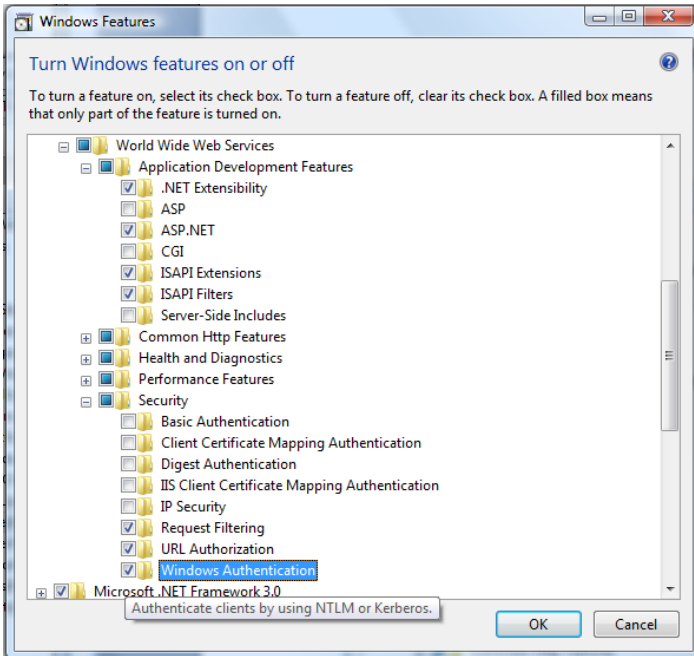 Windows Features
Turn Windows features on or off
To turn a feature on, select its check box. To turn a feature off, clear its check box. A filled box means
that only part of the feature is turned on.
World Wide Web Services
Application Development Features
.NET Extensibility
ASP
ASP.NET
CGI
ISAPI Extensions
ISAPI Filters
Server-Side Includes
Common Http Features
Health and Diagnostics
Performance Features
Security
Basic Authentication
Client Certificate Mapping Authentication
Digest Authentication
IIS Client Certificate Mapping Authentication
IP Security
Request Filtering
URL Authorization
Windows Authentication
Microsoft .NET Framework 3.0
Authenticate clients by using NTLM or Kerberos.
OK Cancel